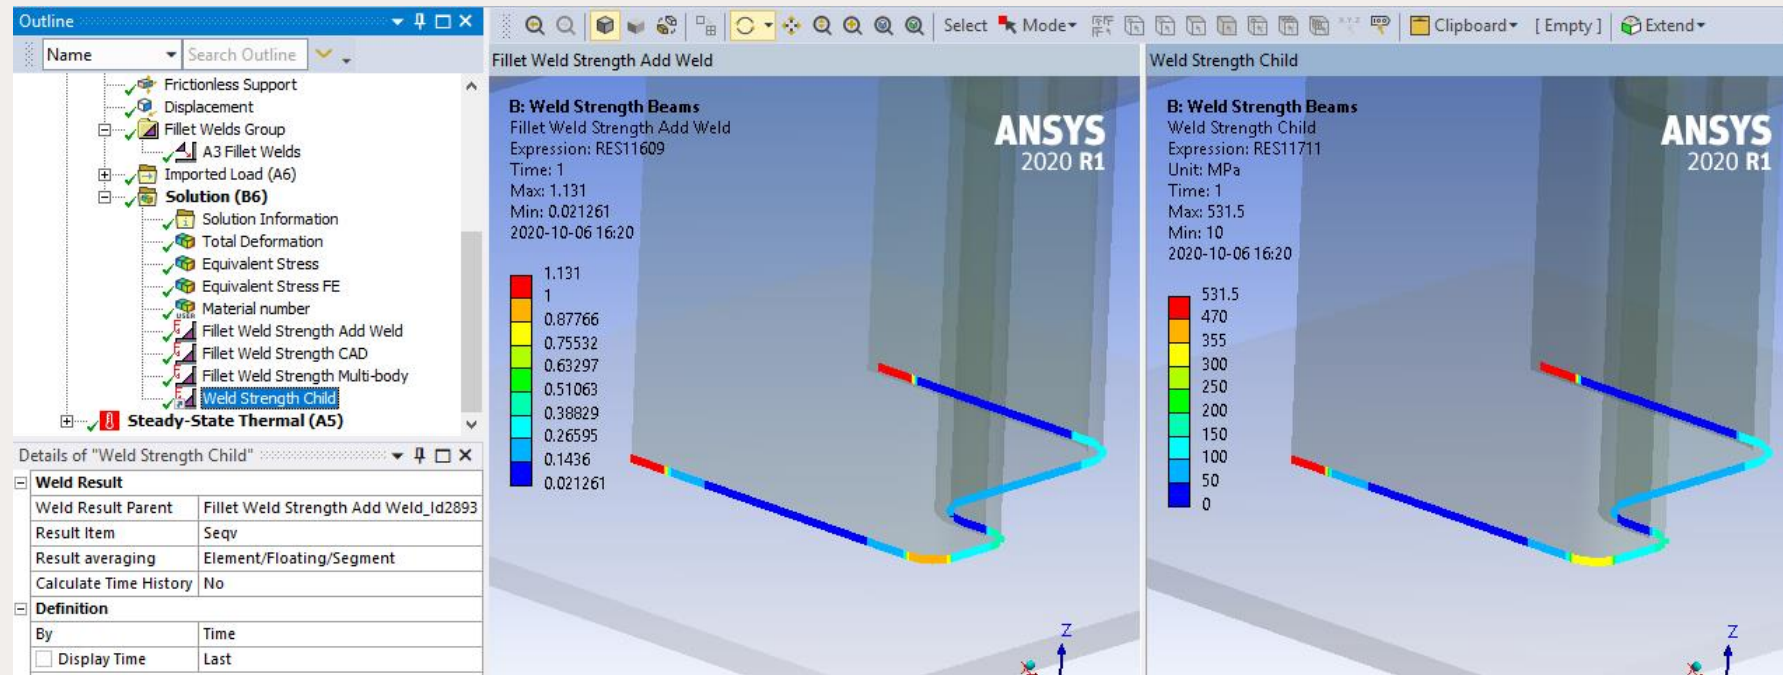 Outline
Name
Search Outline
Frictionless Support
Displacement
Fillet Welds Group
A3 Fillet Welds
Imported Load (A6)
Solution (B6)
Solution Information
Total Deformation
Equivalent Stress
Equivalent Stress FE
Material number
Fillet Weld Strength Add Weld
Fillet Weld Strength CAD
Fillet Weld Strength Multi-body
Weld Strength Child
Steady-State Thermal (A5)
Details of "Weld Strength Child"
Weld Result
Weld Result Parent Fillet Weld Strength Add Weld_Id2893
Result Item Seqv
Result averaging Element/Floating/Segment
Calculate Time History No
Definition
By Time
Display Time Last
Select Mode Clipboard [ Empty ] Extend
Fillet Weld Strength Add Weld
B: Weld Strength Beams
Fillet Weld Strength Add Weld
Expression: RES11609
Time: 1
Max: 1.131
Min: 0.021261
2020-10-06 16:20
ANSYS
2020 R1
1.131
1
0.87766
0.75532
0.63297
0.51063
0.38829
0.26595
0.1436
0.021261
Z
Weld Strength Child
B: Weld Strength Beams
Weld Strength Child
Expression: RES11711
Unit: MPa
Time: 1
Max: 531.5
Min: 10
2020-10-06 16:20
ANSYS
2020 R1
531.5
470
355
300
250
200
150
100
50
0
Z